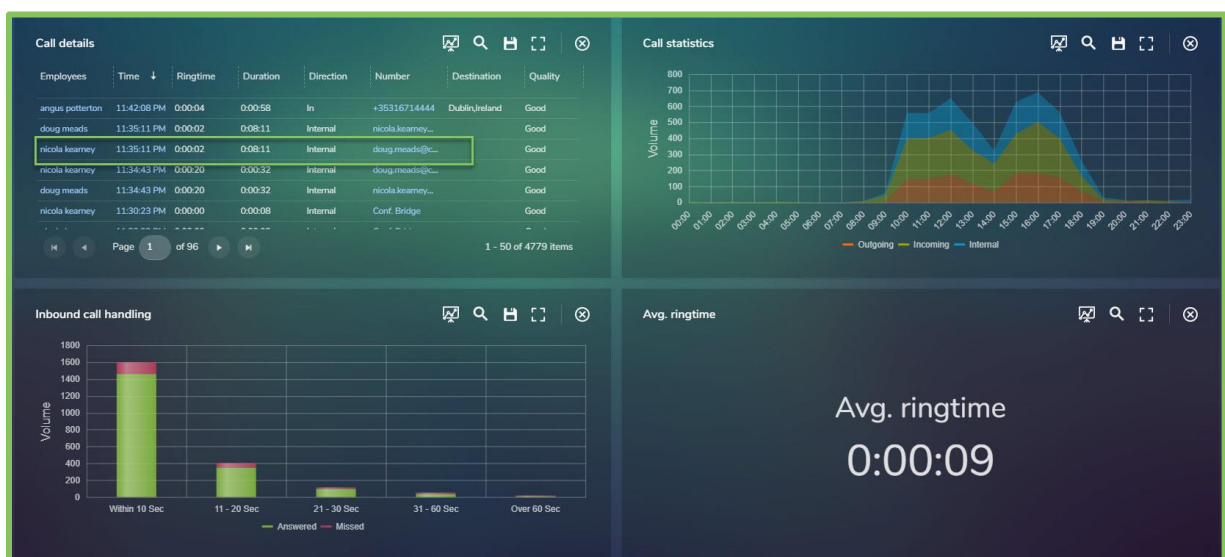 Call details
Employees Time ↓ Ringtime Duration Direction Number Destination Quality
angus potterton 11:42:08 PM 0:00:04 0:00:58 In +35316714444 Dublin,Ireland Good
doug meads 11:35:11 PM 0:00:02 0:08:11 Internal nicola.kearney... Good
nicola kearney 11:35:11 PM 0:00:02 0:08:11 Internal doug.meads@c... Good
nicola kearney 11:34:43 PM 0:00:20 0:00:32 Internal doug.meads@c... Good
doug meads 11:34:43 PM 0:00:20 0:00:32 Internal nicola.kearney... Good
nicola kearney 11:30:23 PM 0:00:00 0:00:08 Internal Conf. Bridge Good
Page 1 of 96 1 - 50 of 4779 items
Call statistics
Volume
800
700
600
500
400
300
200
100
0
00:00 01:00 02:00 03:00 04:00 05:00 06:00 07:00 08:00 09:00 10:00 11:00 12:00 13:00 14:00 15:00 16:00 17:00 18:00 19:00 20:00 21:00 22:00 23:00
Outgoing Incoming Internal
Inbound call handling
Volume
1800
1600
1400
1200
1000
800
600
400
200
0
Within 10 Sec 11 - 20 Sec 21 - 30 Sec 31 - 60 Sec Over 60 Sec
Answered Missed
Avg. ringtime
Avg. ringtime
0:00:09